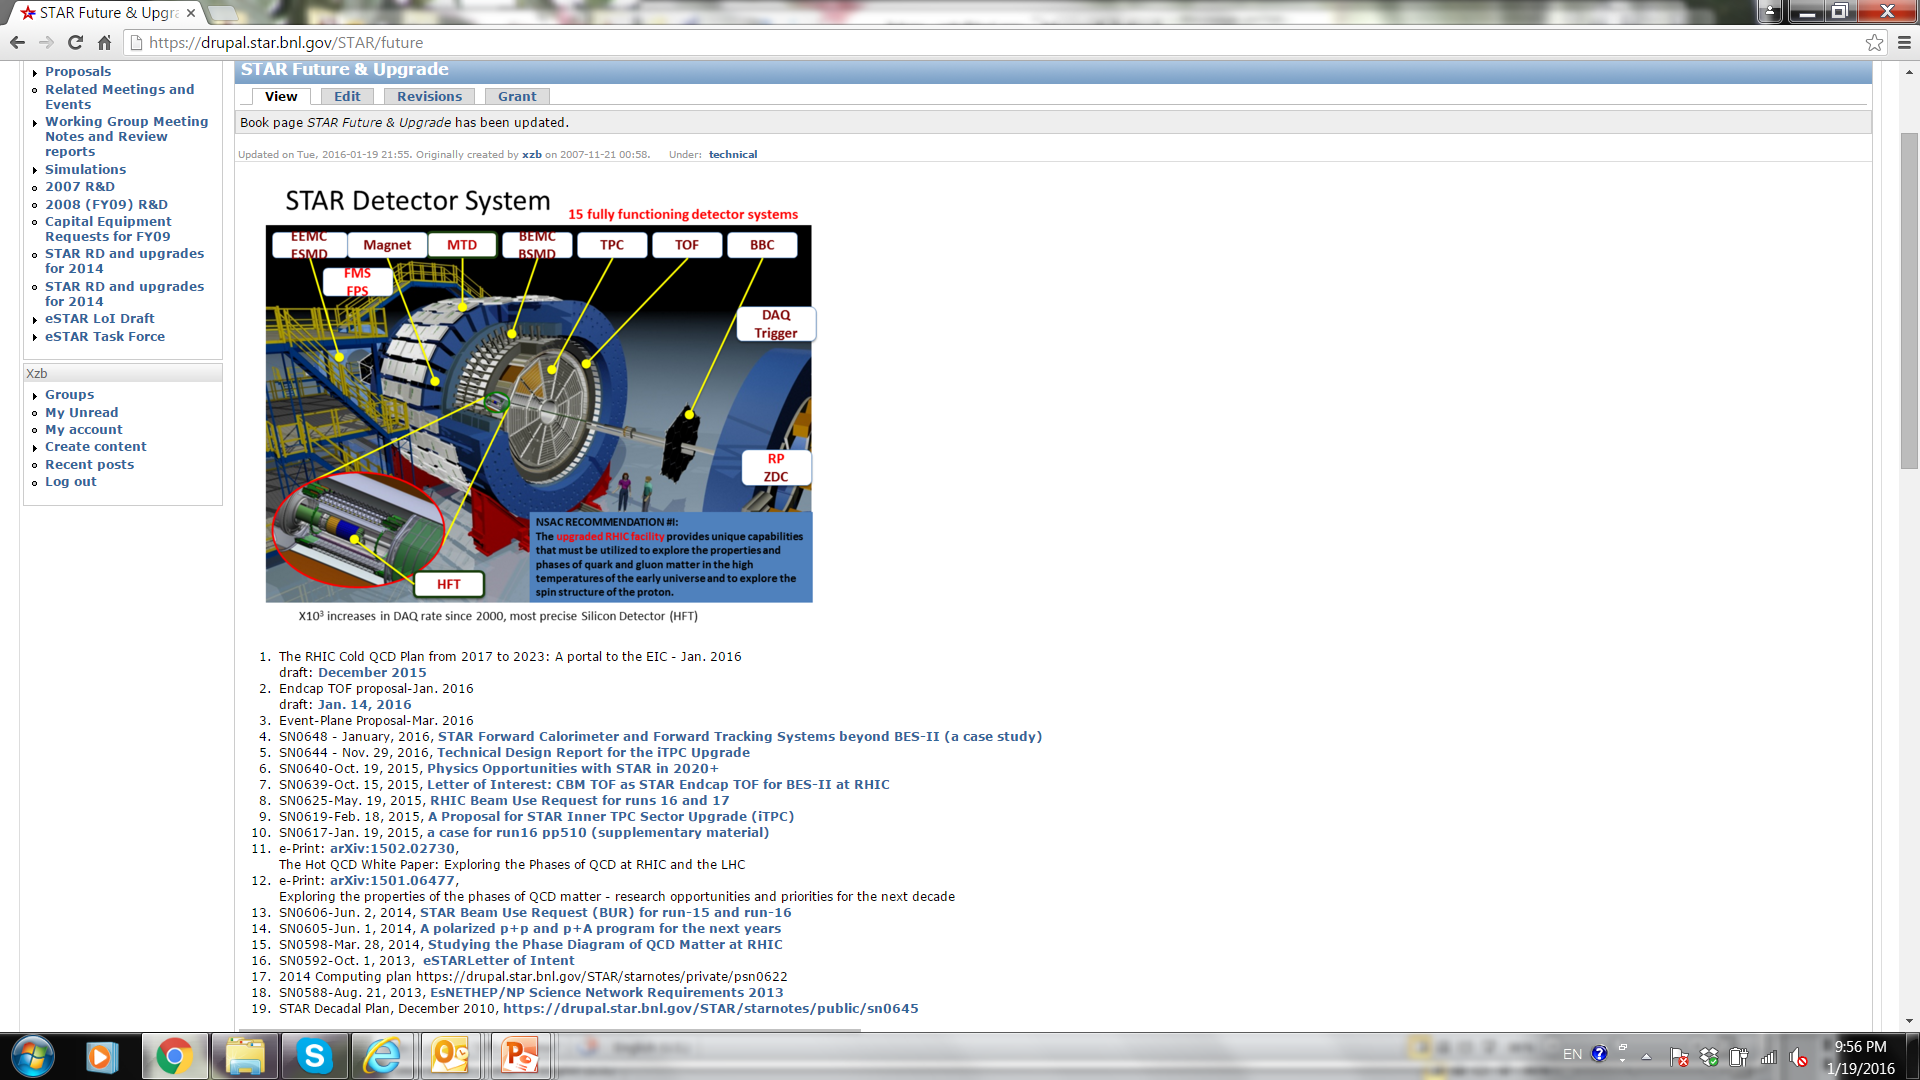 STAR Future & Upgra
https://drupal.star.bnl.gov/STAR/future
Proposals
Related Meetings and
Events
Working Group Meeting
Notes and Review
reports
Simulations
2007 R&D
2008 (FY09) R&D
Capital Equipment
Requests for FY09
STAR RD and upgrades
for 2014
STAR RD and upgrades
for 2014
eSTAR LoI Draft
eSTAR Task Force
Xzb
Groups
My Unread
My account
Create content
Recent posts
Log out
STAR Future & Upgrade
View Edit Revisions Grant
Book page STAR Future & Upgrade has been updated.
Updated on Tue, 2016-01-19 21:55. Originally created by xzb on 2007-11-21 00:58. Under: technical
STAR Detector System
15 fully functioning detector systems
EEMC
ESMD
Magnet
MTD
BEMC
BSMD
TPC
TOF
BBC
FMS
FPS
DAQ
Trigger
RP
ZDC
HFT
NSAC RECOMMENDATION #I:
The upgraded RHIC facility provides unique capabilities
that must be utilized to explore the properties and
phases of quark and gluon matter in the high
temperatures of the early universe and to explore the
spin structure of the proton.
X10³ increases in DAQ rate since 2000, most precise Silicon Detector (HFT)
1. The RHIC Cold QCD Plan from 2017 to 2023: A portal to the EIC - Jan. 2016
draft: December 2015
2. Endcap TOF proposal-Jan. 2016
draft: Jan. 14, 2016
3. Event-Plane Proposal-Mar. 2016
4. SN0648 - January, 2016, STAR Forward Calorimeter and Forward Tracking Systems beyond BES-II (a case study)
5. SN0644 - Nov. 29, 2016, Technical Design Report for the iTPC Upgrade
6. SN0640-Oct. 19, 2015, Physics Opportunities with STAR in 2020+
7. SN0639-Oct. 15, 2015, Letter of Interest: CBM TOF as STAR Endcap TOF for BES-II at RHIC
8. SN0625-May. 19, 2015, RHIC Beam Use Request for runs 16 and 17
9. SN0619-Feb. 18, 2015, A Proposal for STAR Inner TPC Sector Upgrade (iTPC)
10. SN0617-Jan. 19, 2015, a case for run16 pp510 (supplementary material)
11. e-Print: arXiv:1502.02730,
The Hot QCD White Paper: Exploring the Phases of QCD at RHIC and the LHC
12. e-Print: arXiv:1501.06477,
Exploring the properties of the phases of QCD matter - research opportunities and priorities for the next decade
13. SN0606-Jun. 2, 2014, STAR Beam Use Request (BUR) for run-15 and run-16
14. SN0605-Jun. 1, 2014, A polarized p+p and p+A program for the next years
15. SN0598-Mar. 28, 2014, Studying the Phase Diagram of QCD Matter at RHIC
16. SN0592-Oct. 1, 2013, eSTARLetter of Intent
17. 2014 Computing plan https://drupal.star.bnl.gov/STAR/starnotes/private/psn0622
18. SN0588-Aug. 21, 2013, EsNETHEP/NP Science Network Requirements 2013
19. STAR Decadal Plan, December 2010, https://drupal.star.bnl.gov/STAR/starnotes/public/sn0645
EN
9:56 PM
1/19/2016